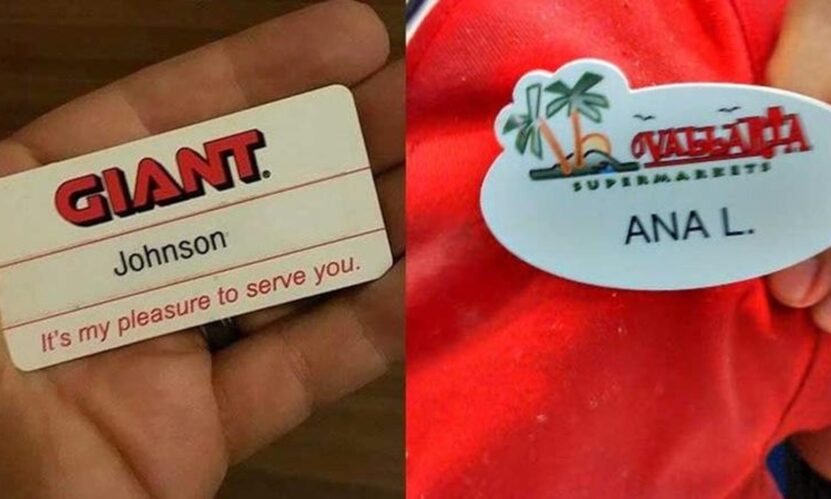 GIANT.
Johnson
It's my pleasure to serve you.
VALLARTA
SUPERMARKETS
ANA L.